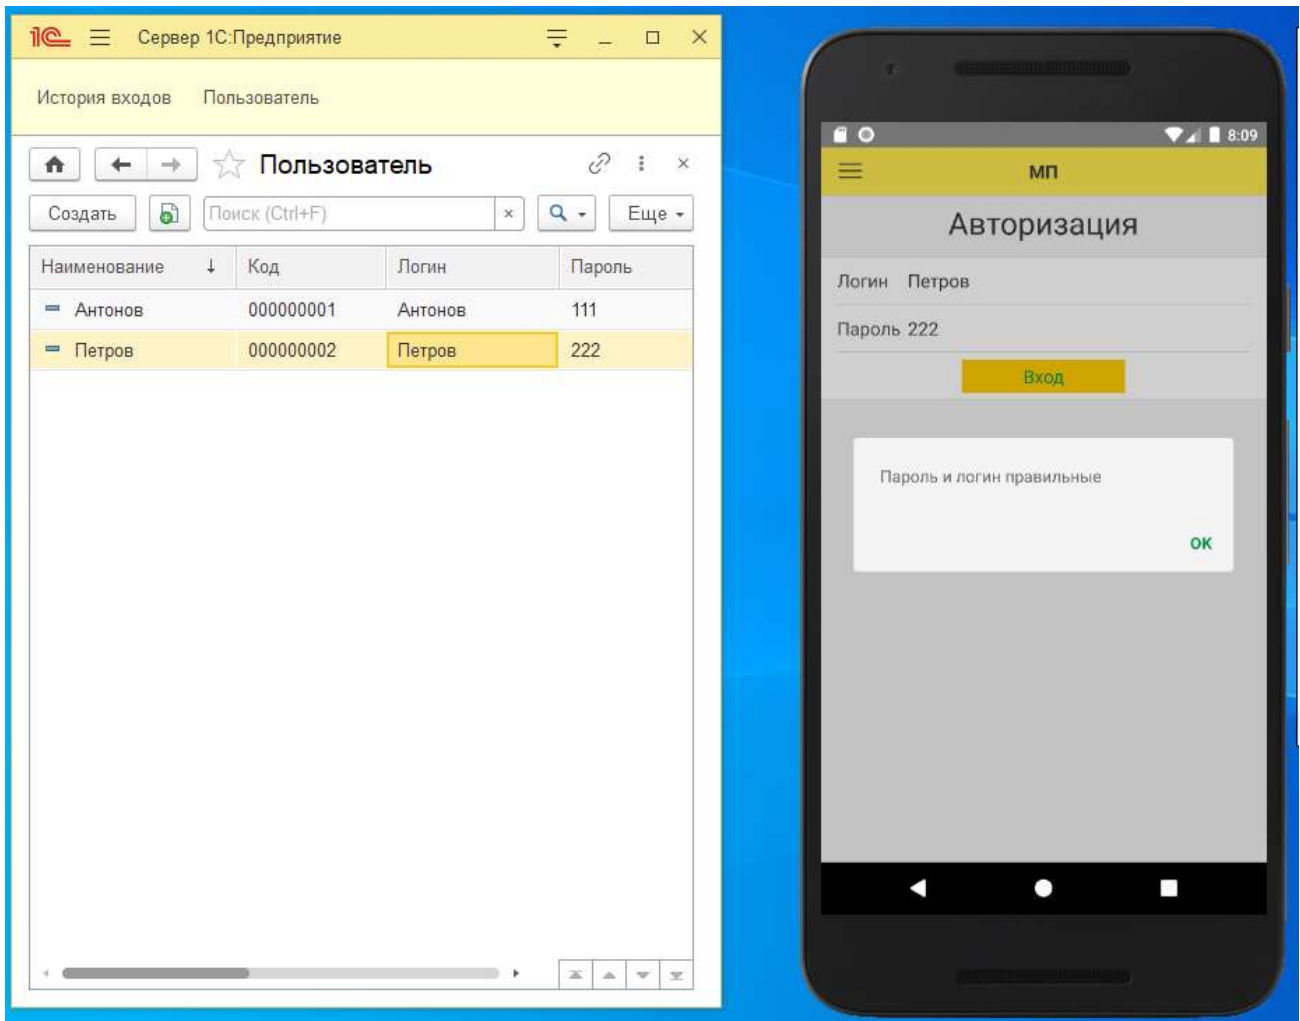 1С Сервер 1С:Предприятие
История входов Пользователь
Пользователь
Создать Поиск (Ctrl+F) × Еще
Наименование ↓ Код Логин Пароль
Антонов 000000001 Антонов 111
Петров 000000002 Петров 222
8:09
МП
Авторизация
Логин Петров
Пароль 222
Вход
Пароль и логин правильные
ОК